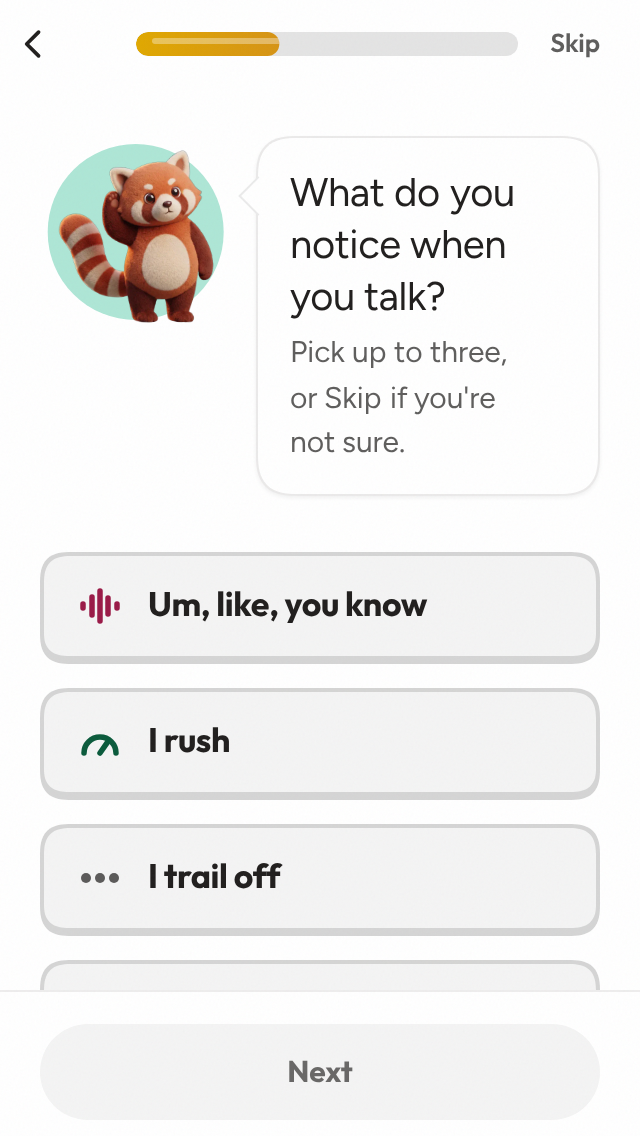 Skip
What do you
notice when
you talk?
Pick up to three,
or Skip if you're
not sure.
Um, like, you know
I rush
I trail off
Next